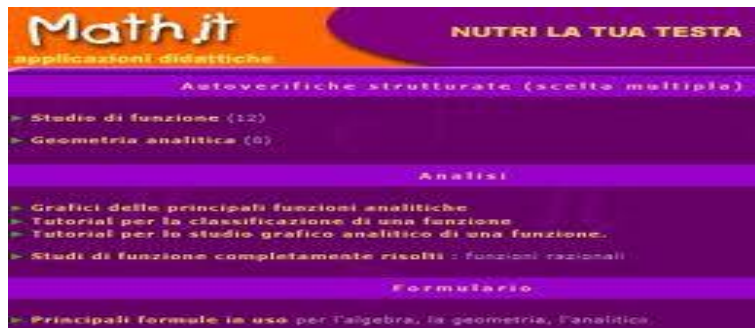 Math.it
NUTRI LA TUA TESTA
applicazioni didattiche
Autoverifiche strutturate (scelta multipla)
Studio di funzione (12)
Geometria analitica (8)
Analisi
Grafici delle principali funzioni analitiche
Tutorial per la classificazione di una funzione
Tutorial per lo studio grafico analitico di una funzione.
Studi di funzione completamente risolti : funzioni razionali
Formulario
Principali formule in uso per l'algebra, la geometria, l'analitica